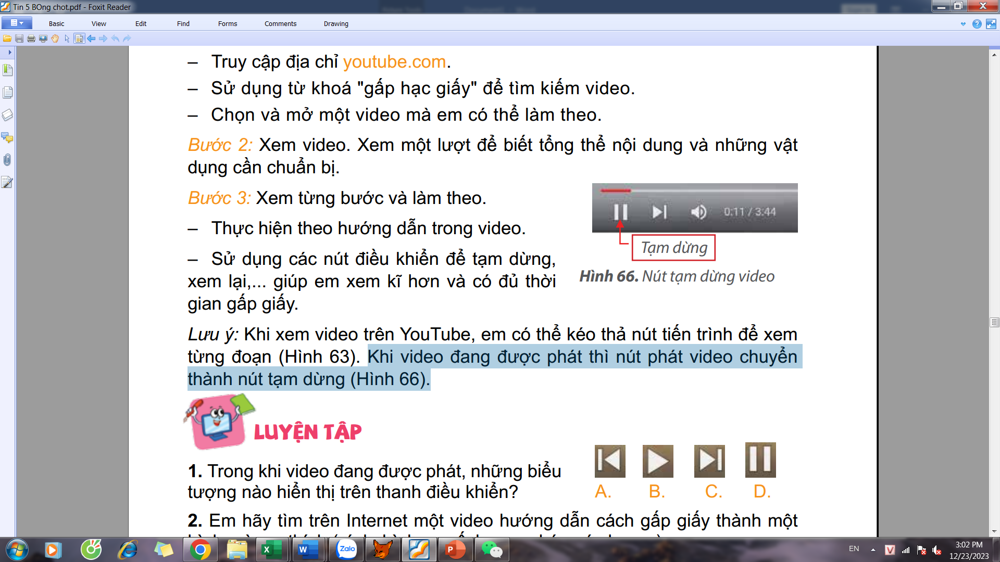 Tin 5 BOng chot.pdf - Foxit Reader
Basic View Edit Find Forms Comments Drawing
– Truy cập địa chỉ youtube.com.
– Sử dụng từ khoá "gấp hạc giấy" để tìm kiếm video.
– Chọn và mở một video mà em có thể làm theo.
Bước 2: Xem video. Xem một lượt để biết tổng thể nội dung và những vật
dụng cần chuẩn bị.
Bước 3: Xem từng bước và làm theo.
– Thực hiện theo hướng dẫn trong video.
– Sử dụng các nút điều khiển để tạm dừng,
xem lại,... giúp em xem kĩ hơn và có đủ thời
gian gấp giấy.
0:11 / 3:44
Tạm dừng
Hình 66. Nút tạm dừng video
Lưu ý: Khi xem video trên YouTube, em có thể kéo thả nút tiến trình để xem
từng đoạn (Hình 63). Khi video đang được phát thì nút phát video chuyển
thành nút tạm dừng (Hình 66).
LUYỆN TẬP
1. Trong khi video đang được phát, những biểu
tượng nào hiển thị trên thanh điều khiển?
A. B. C. D.
2. Em hãy tìm trên Internet một video hướng dẫn cách gấp giấy thành một
Zalo
EN
3:02 PM
12/23/2023